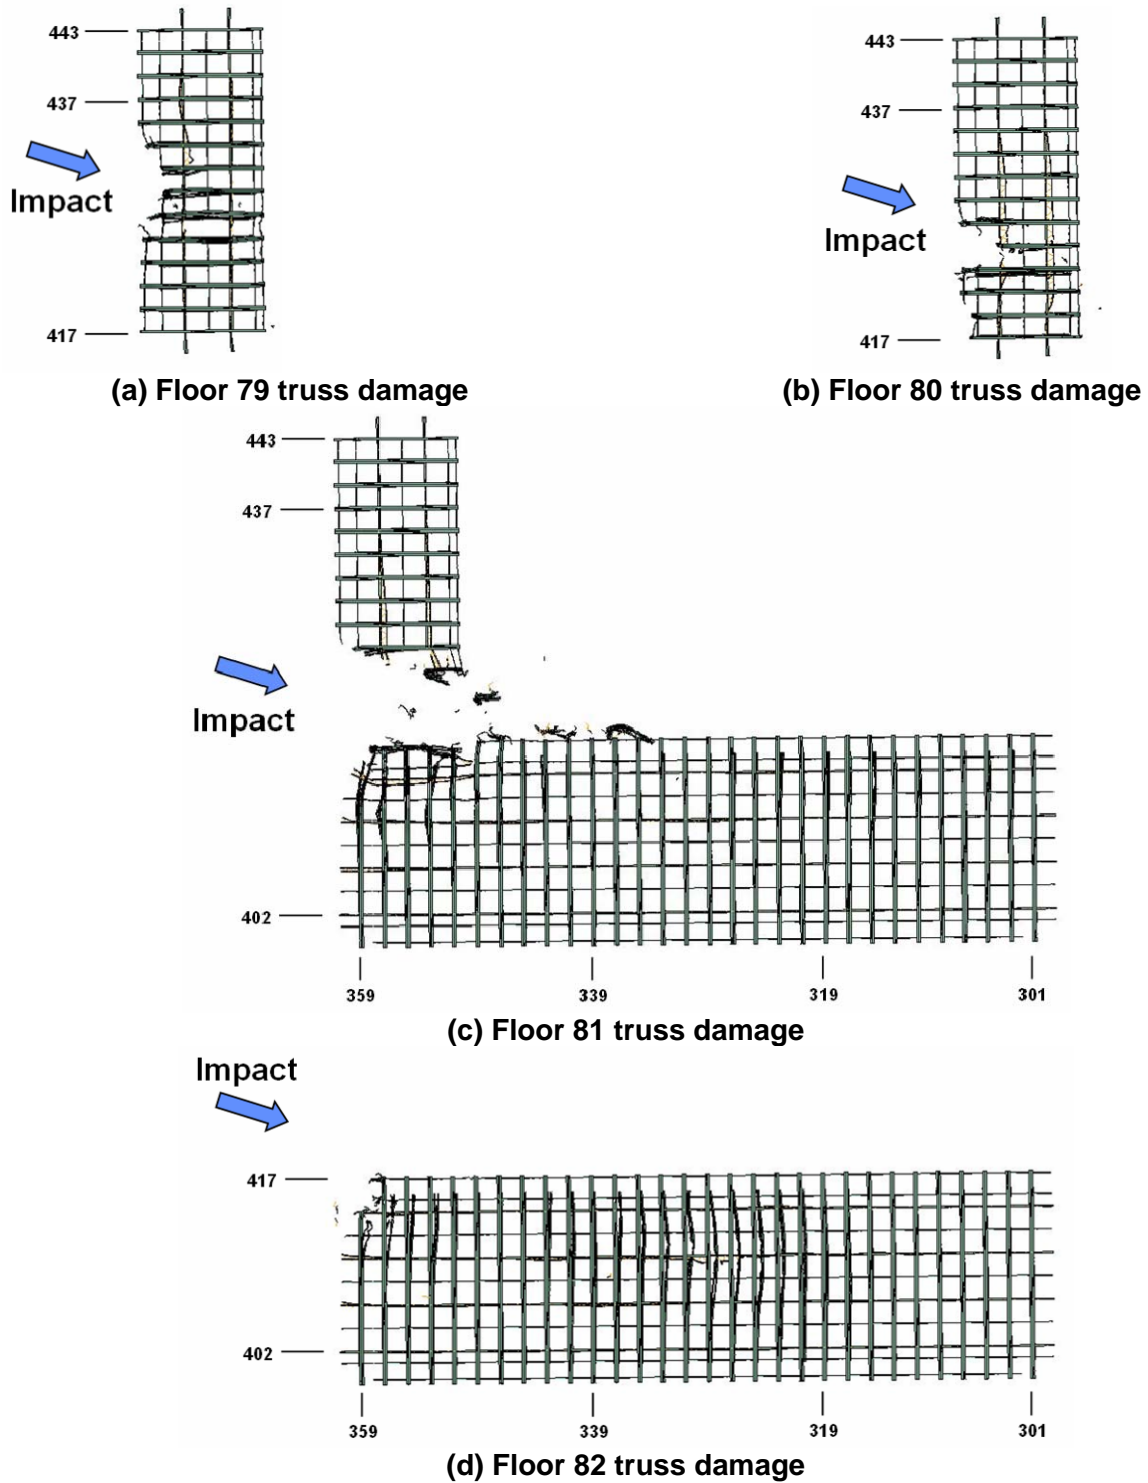 443
437
Impact
417
(a) Floor 79 truss damage
443
437
Impact
417
(b) Floor 80 truss damage
443
437
Impact
402
359 339 319 301
(c) Floor 81 truss damage
Impact
417
402
359 339 319 301
(d) Floor 82 truss damage